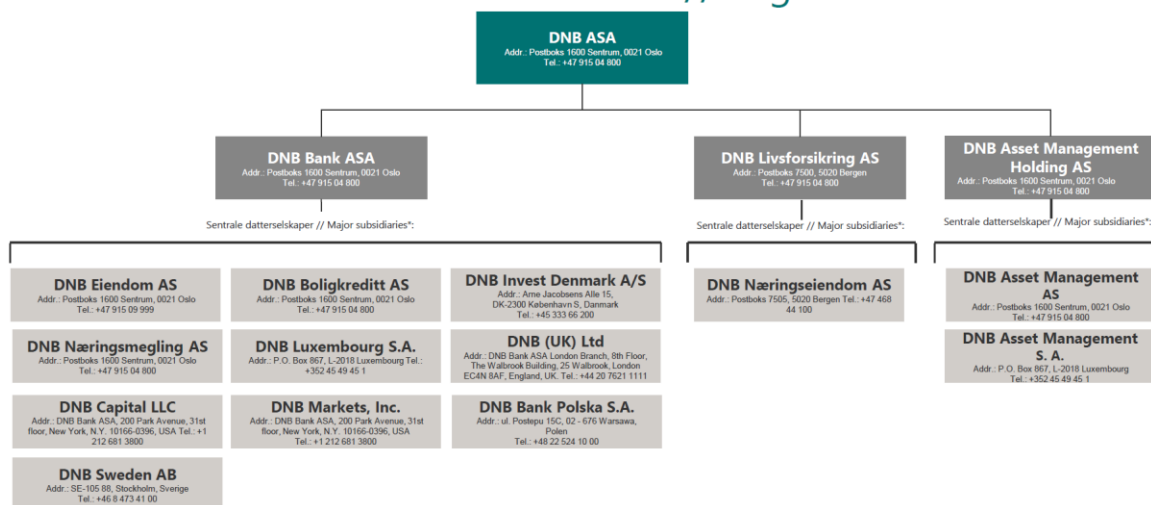 DNB ASA
Addr.: Postboks 1600 Sentrum, 0021 Oslo
Tel.: +47 915 04 800
DNB Bank ASA
Addr.: Postboks 1600 Sentrum, 0021 Oslo
Tel.: +47 915 04 800
DNB Livsforsikring AS
Addr.: Postboks 7500, 5020 Bergen
Tel.: +47 915 04 800
DNB Asset Management
Holding AS
Addr.: Postboks 1600 Sentrum, 0021 Oslo
Tel.: +47 915 04 800
Sentrale datterselskaper // Major subsidiaries*:
Sentrale datterselskaper // Major subsidiaries*:
Sentrale datterselskaper // Major subsidiaries*:
DNB Eiendom AS
Addr.: Postboks 1600 Sentrum, 0021 Oslo
Tel.: +47 915 09 999
DNB Boligkreditt AS
Addr.: Postboks 1600 Sentrum, 0021 Oslo
Tel.: +47 915 04 800
DNB Invest Denmark A/S
Addr.: Arne Jacobsens Alle 15,
DK-2300 København S, Danmark
Tel.: +45 333 66 200
DNB Næringseiendom AS
Addr.: Postboks 7505, 5020 Bergen Tel.: +47 468
44 100
DNB Asset Management
AS
Addr.: Postboks 1600 Sentrum, 0021 Oslo
Tel.: +47 915 04 800
DNB Næringsmegling AS
Addr.: Postboks 1600 Sentrum, 0021 Oslo
Tel.: +47 915 04 800
DNB Luxembourg S.A.
Addr.: P.O. Box 867, L-2018 Luxembourg Tel.:
+352 45 49 45 1
DNB (UK) Ltd
Addr.: DNB Bank ASA London Branch, 8th Floor,
The Walbrook Building, 25 Walbrook, London
EC4N 8AF, England, UK. Tel.: +44 20 7621 1111
DNB Asset Management
S. A.
Addr.: P.O. Box 867, L-2018 Luxembourg
Tel.: +352 45 49 45 1
DNB Capital LLC
Addr.: DNB Bank ASA, 200 Park Avenue, 31st
floor, New York, N.Y. 10166-0396, USA Tel.: +1
212 681 3800
DNB Markets, Inc.
Addr.: DNB Bank ASA, 200 Park Avenue, 31st
floor, New York, N.Y. 10166-0396, USA
Tel.: +1 212 681 3800
DNB Bank Polska S.A.
Addr.: ul. Postepu 15C, 02 - 676 Warsawa,
Polen
Tel.: +48 22 524 10 00
DNB Sweden AB
Addr.: SE-105 88, Stockholm, Sverige
Tel.: +46 8 473 41 00